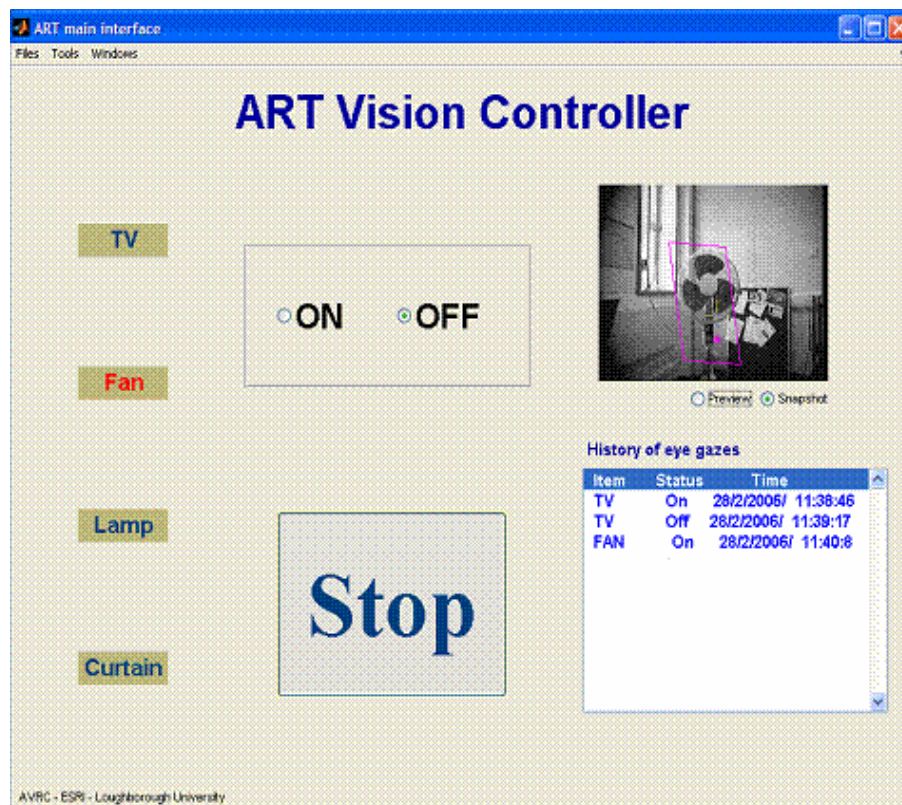 ART main interface
Files Tools Windows
ART Vision Controller
TV
ON OFF
Fan
Preview Snapshot
History of eye gazes
Item Status Time
TV On 28/2/2006/ 11:38:46
TV Off 28/2/2006/ 11:39:17
FAN On 28/2/2006/ 11:40:8
Lamp
Stop
Curtain
AVRC - ESRI - Loughborough University